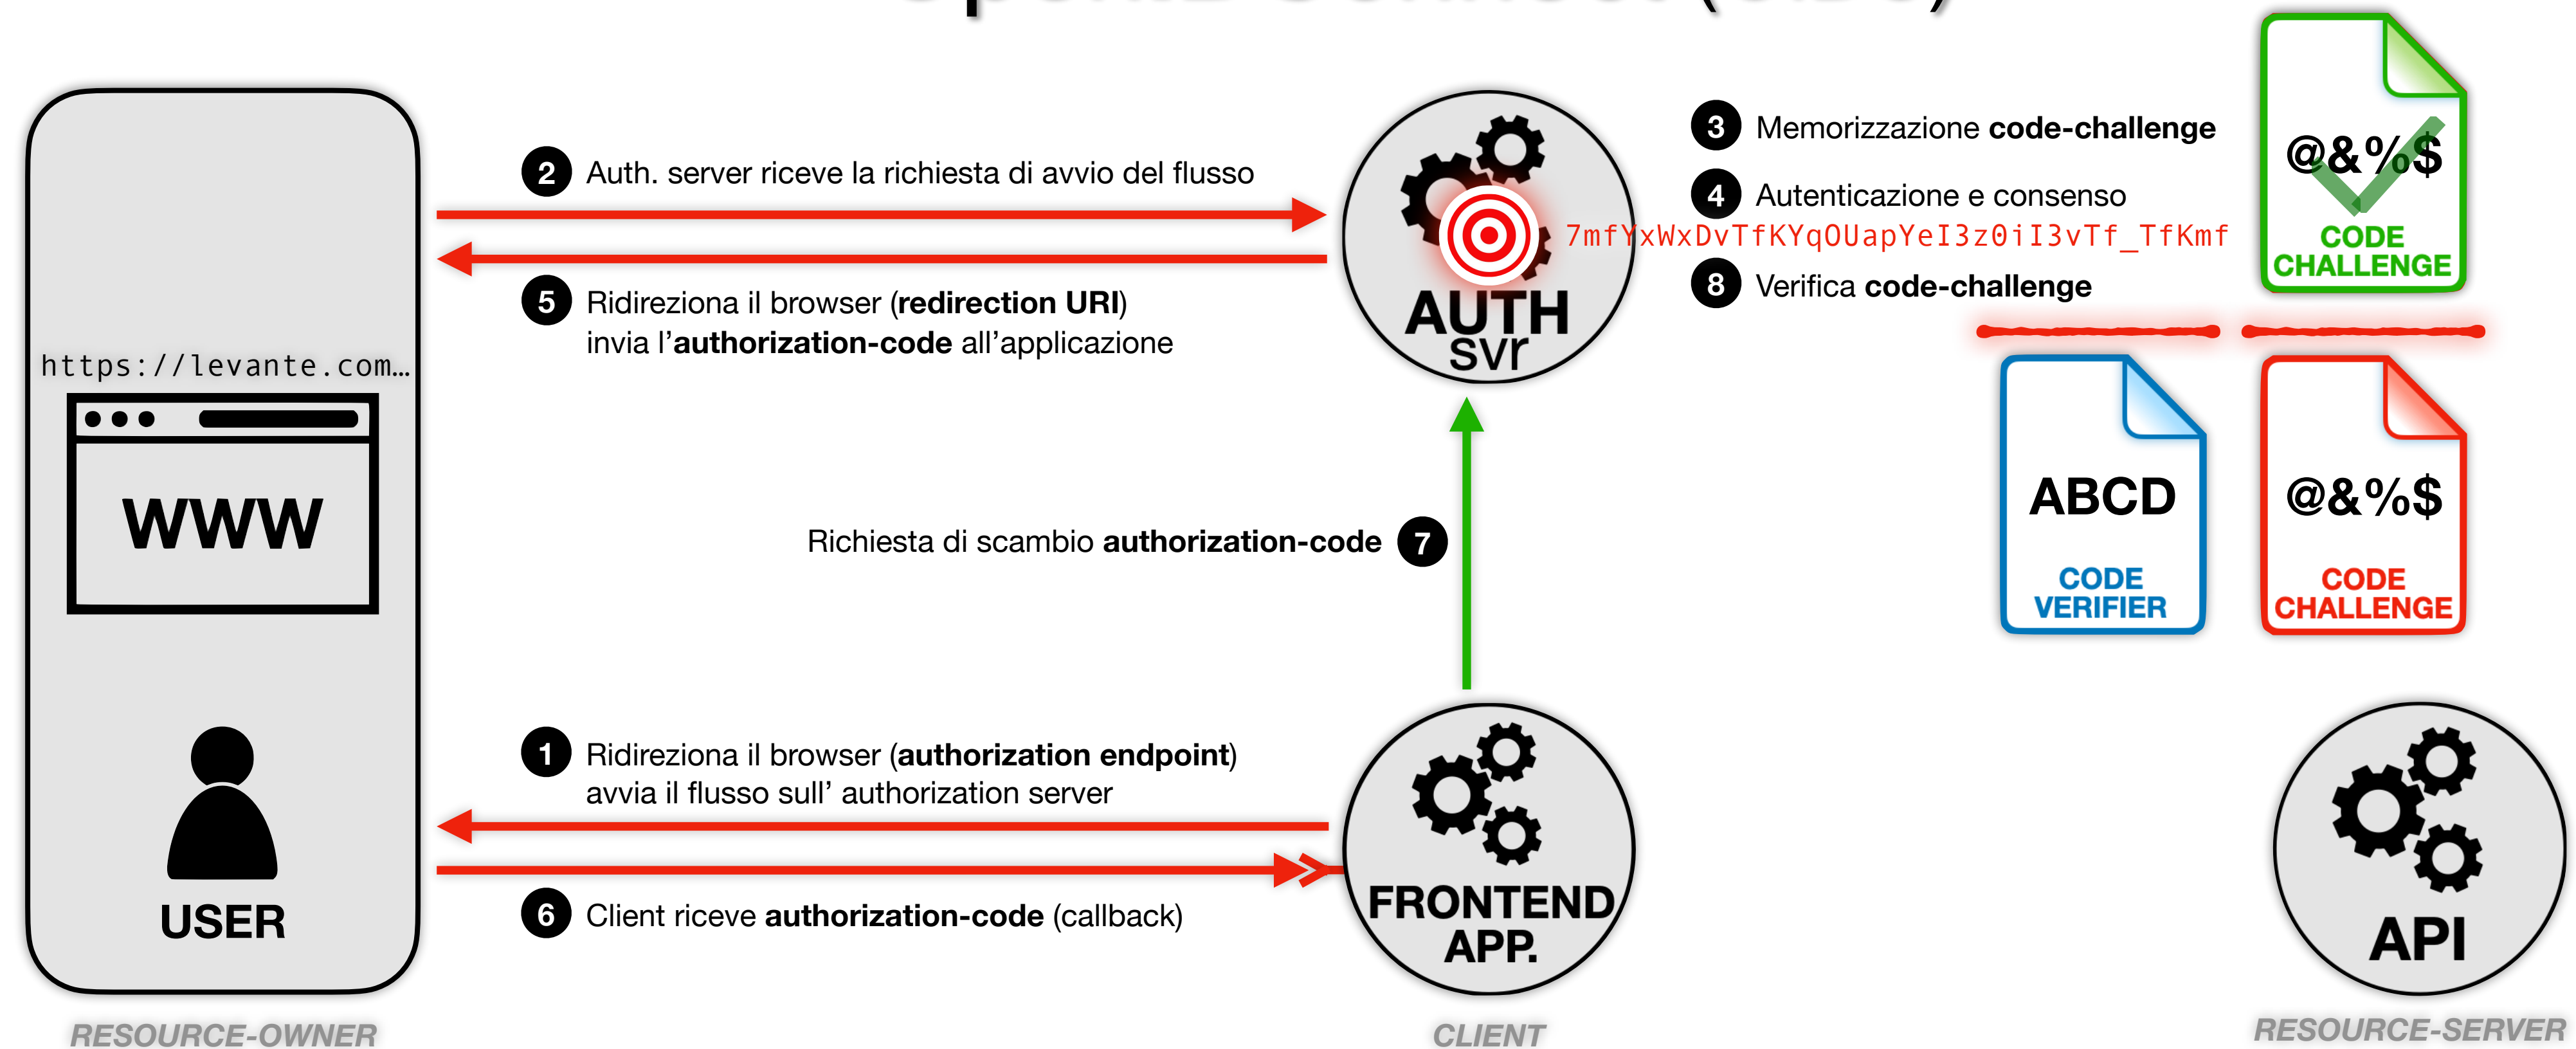 OpenID Connect (OIDC)
2 Auth. server riceve la richiesta di avvio del flusso
5 Ridireziona il browser (redirection URI)
invia l'authorization-code all'applicazione
3 Memorizzazione code-challenge
4 Autenticazione e consenso
7mfYxWxDvTfKYqOUapYeI3z0iI3vTf_TfKmf
8 Verifica code-challenge
@&%$
CODE
CHALLENGE
AUTH
svr
https://levante.com…
WWW
USER
Richiesta di scambio authorization-code 7
ABCD
CODE
VERIFIER
@&%$
CODE
CHALLENGE
1 Ridireziona il browser (authorization endpoint)
avvia il flusso sull' authorization server
6 Client riceve authorization-code (callback)
FRONTEND
APP.
API
RESOURCE-OWNER
CLIENT
RESOURCE-SERVER